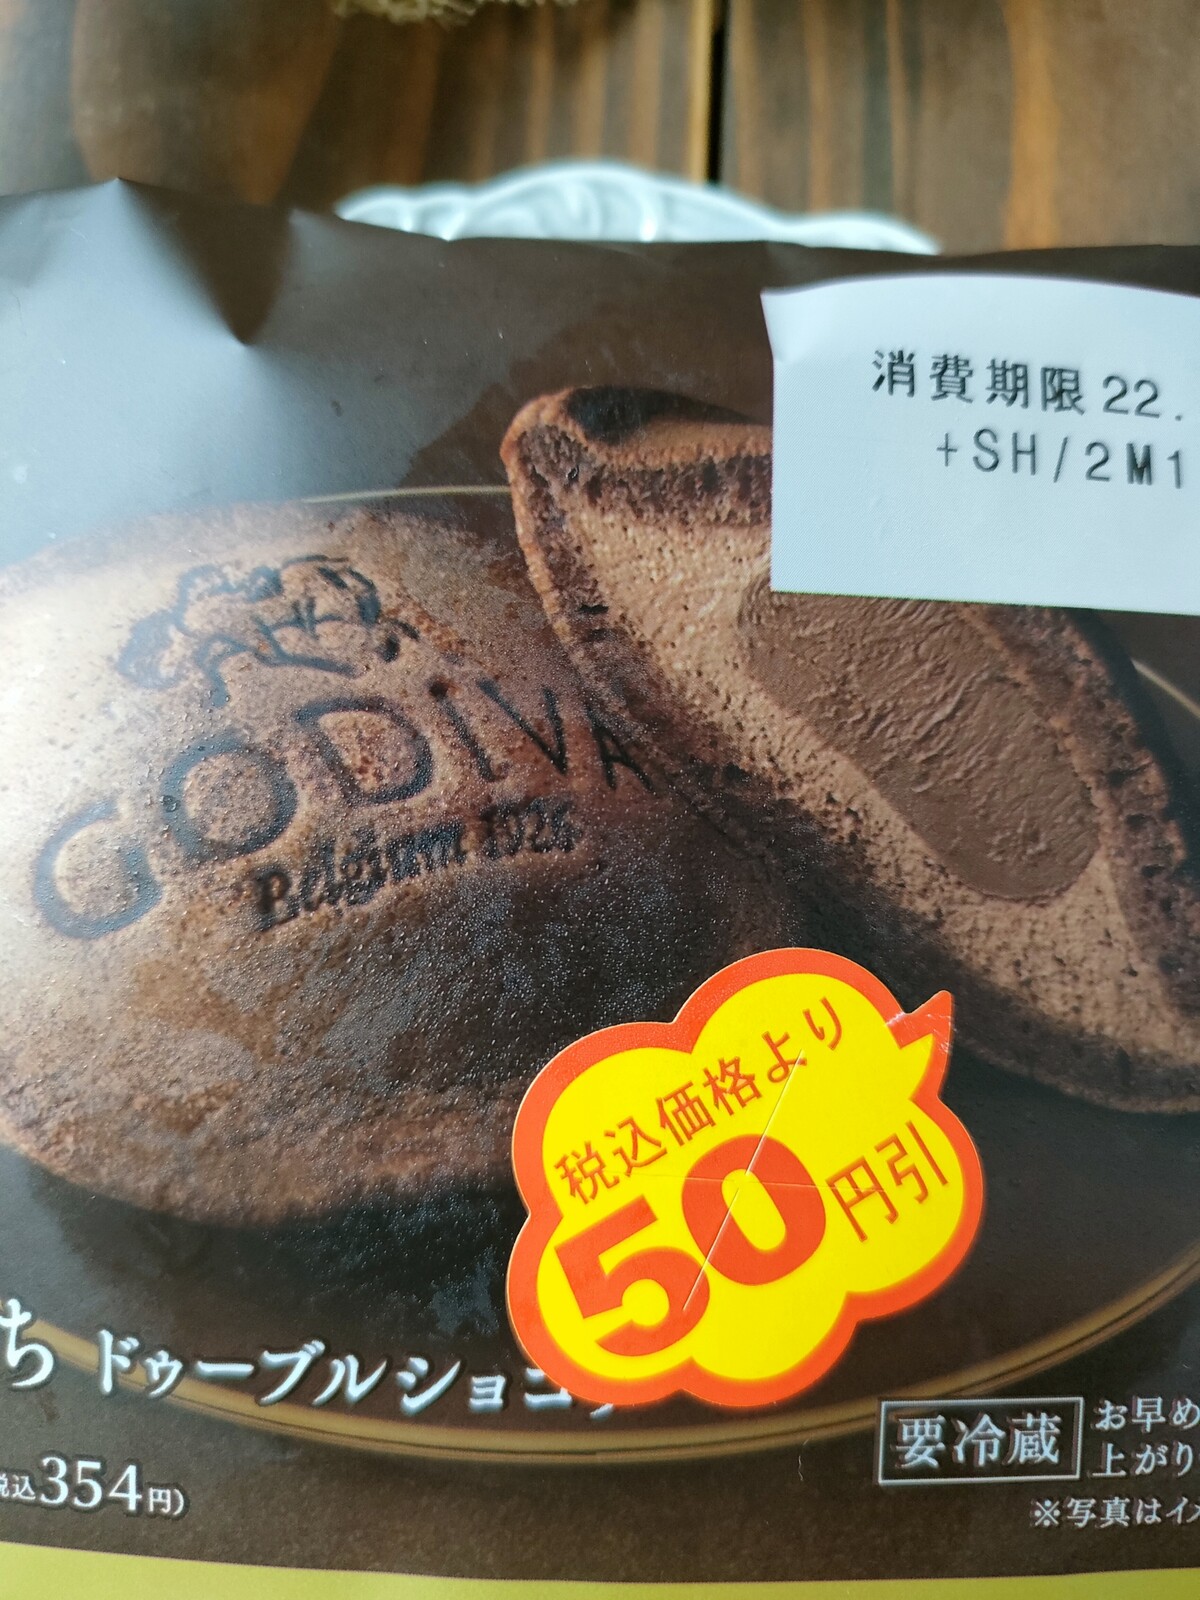 消費期限 22.
+SH/2M1
GODIVA
Belgium 1926
税込価格より
50円引
ち ドゥーブルショコ
税込354円)
要冷蔵
お早め
上がり
※写真はイメ